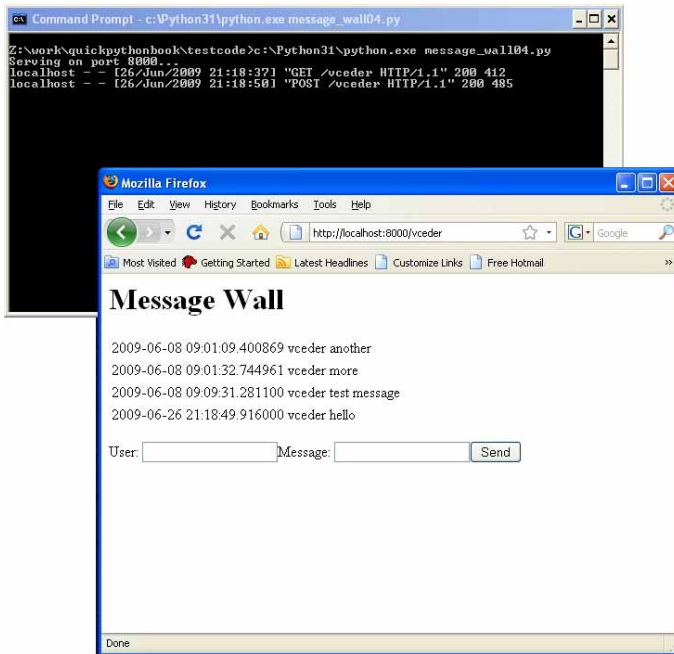 Command Prompt - c:\Python31\python.exe message_wall04.py
Z:\work\quickpythonbook\testcode>c:\Python31\python.exe message_wall04.py
Serving on port 8000...
localhost - - [26/Jun/2009 21:18:37] "GET /vceder HTTP/1.1" 200 412
localhost - - [26/Jun/2009 21:18:50] "POST /vceder HTTP/1.1" 200 485
Mozilla Firefox
File Edit View History Bookmarks Tools Help
http://localhost:8000/vceder
G Google
Most Visited Getting Started Latest Headlines Customize Links Free Hotmail »
Message Wall
2009-06-08 09:01:09.400869 vceder another
2009-06-08 09:01:32.744961 vceder more
2009-06-08 09:09:31.281100 vceder test message
2009-06-26 21:18:49.916000 vceder hello
User: Message: Send
Done